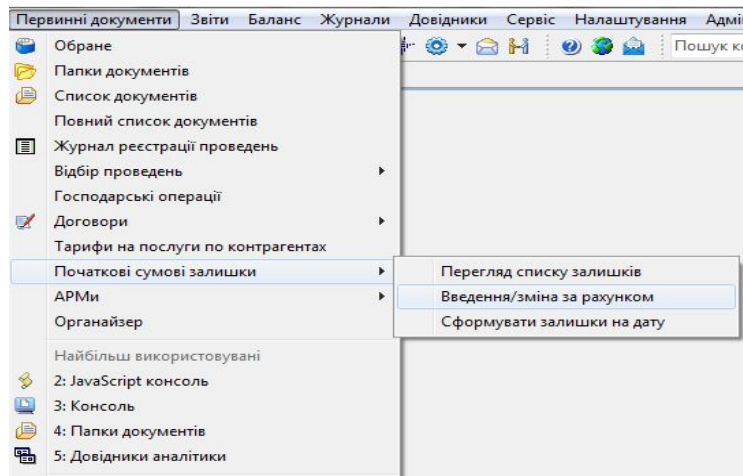 Первинні документи Звіти Баланс Журнали Довідники Сервіс Налаштування
Обране
Пошук
Папки документів
Список документів
Повний список документів
Журнал реєстрації проведень
Відбір проведень
Господарські операції
Договори
Тарифи на послуги по контрагентах
Початкові сумові залишки
Перегляд списку залишків
АРМи
Введення/зміна за рахунком
Органайзер
Сформувати залишки на дату
Найбільш використовувані
2: JavaScript консоль
3: Консоль
4: Папки документів
5: Довідники аналітики